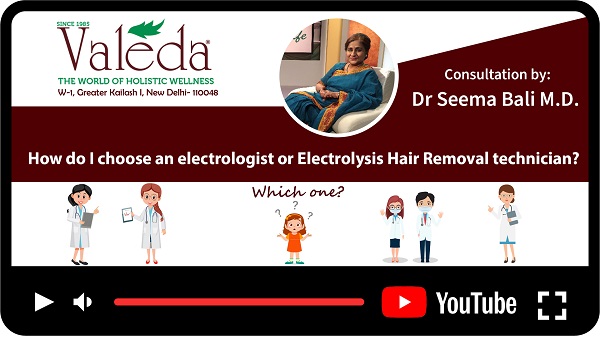 SINCE 1985
Valeda®
THE WORLD OF HOLISTIC WELLNESS
W-1, Greater Kailash I, New Delhi- 110048
Consultation by:
Dr Seema Bali M.D.
How do I choose an electrologist or Electrolysis Hair Removal technician?
Which one?
? ? ?
YouTube